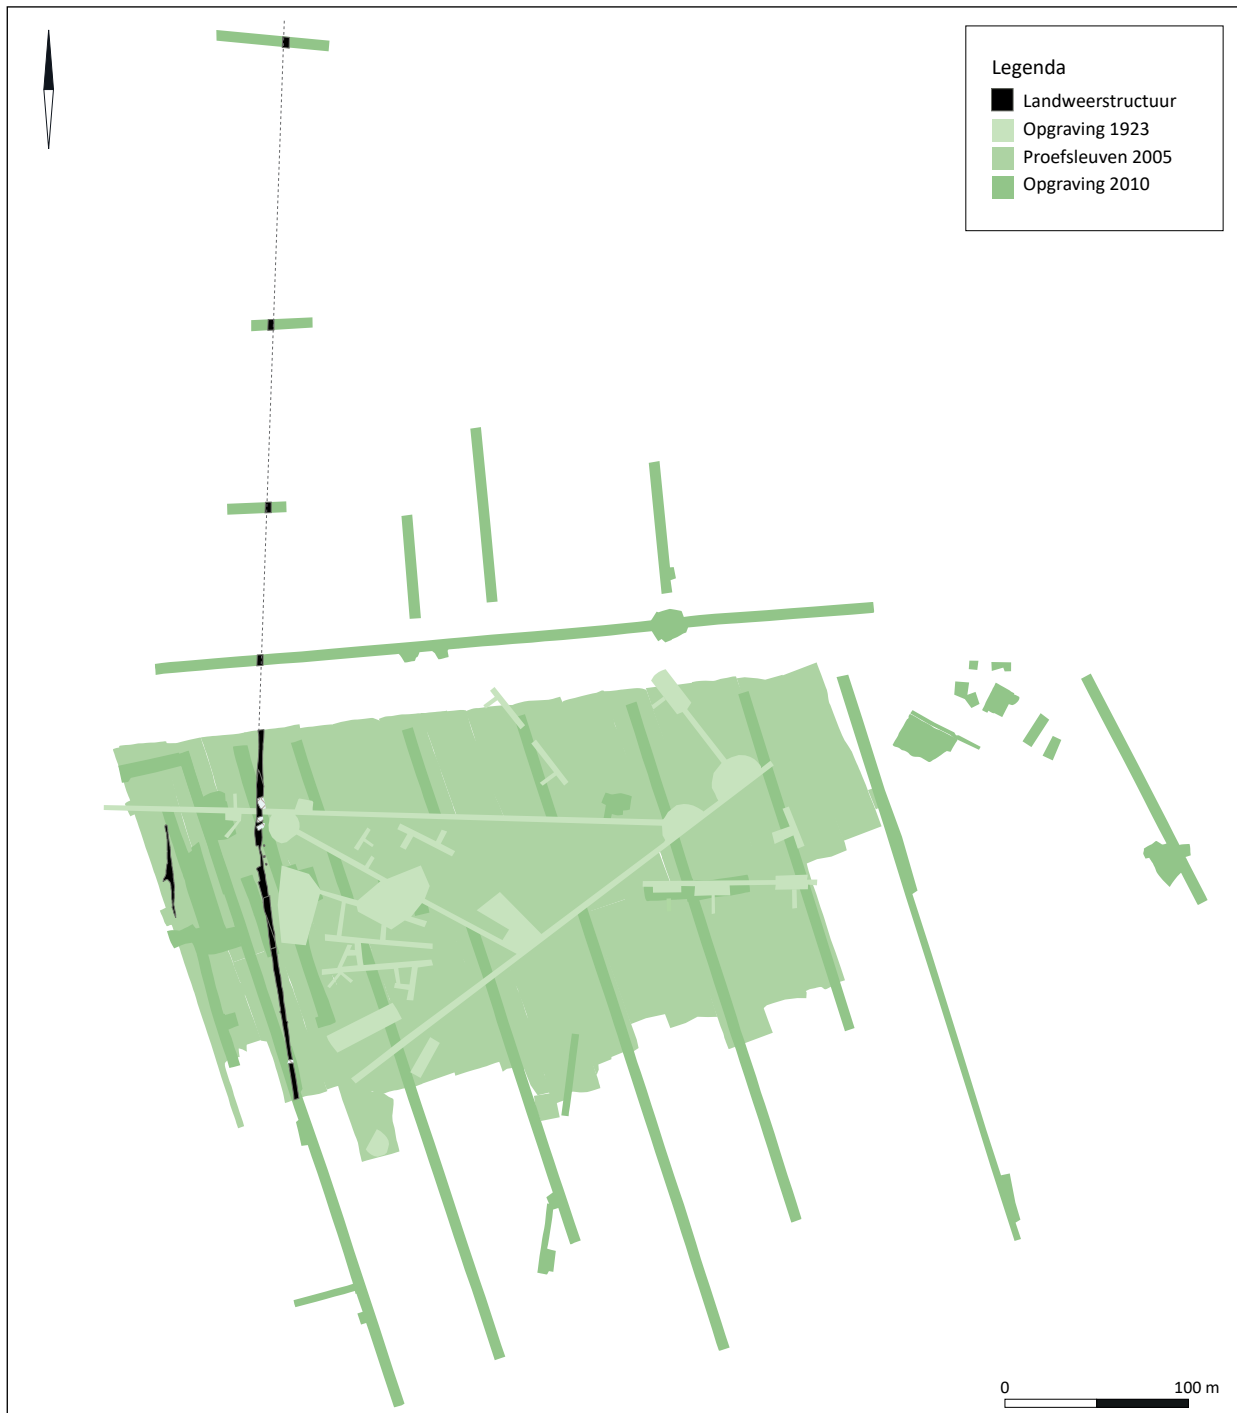 Legenda
Landweerstructuur
Opgraving 1923
Proefsleuven 2005
Opgraving 2010
0 100 m